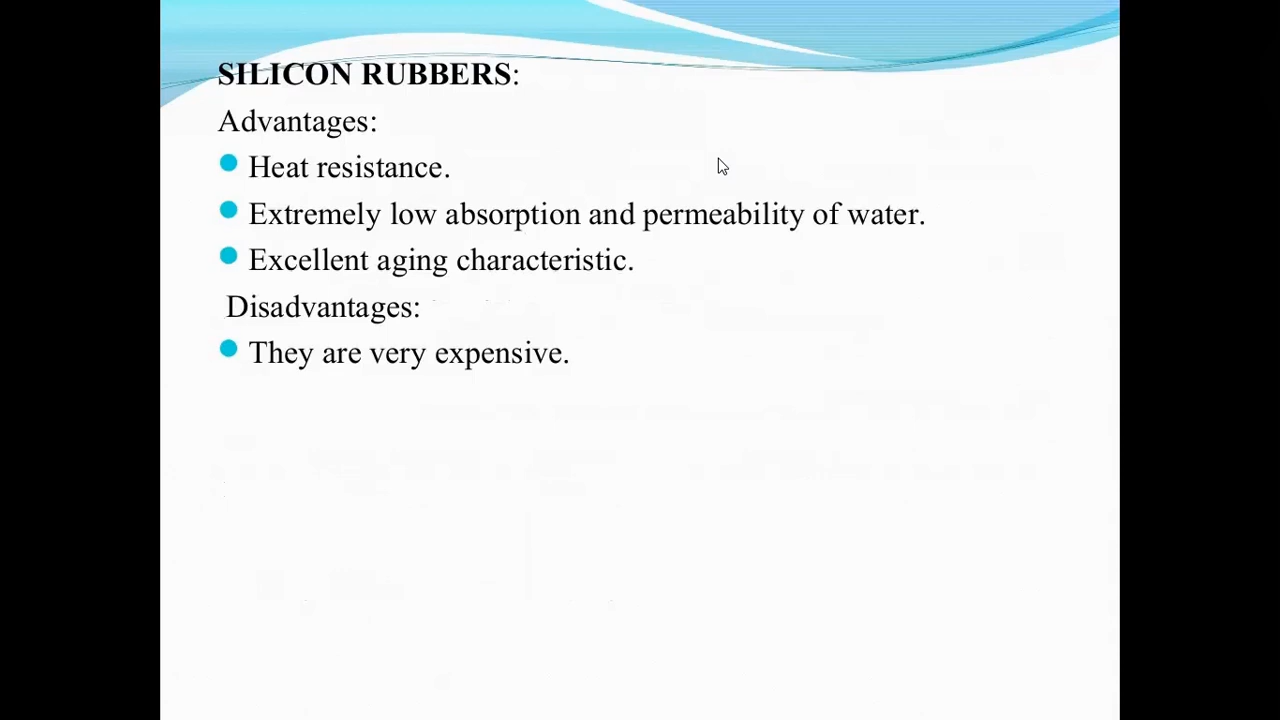 SILICON RUBBERS:
Advantages:
Heat resistance.
Extremely low absorption and permeability of water.
Excellent aging characteristic.
Disadvantages:
They are very expensive.